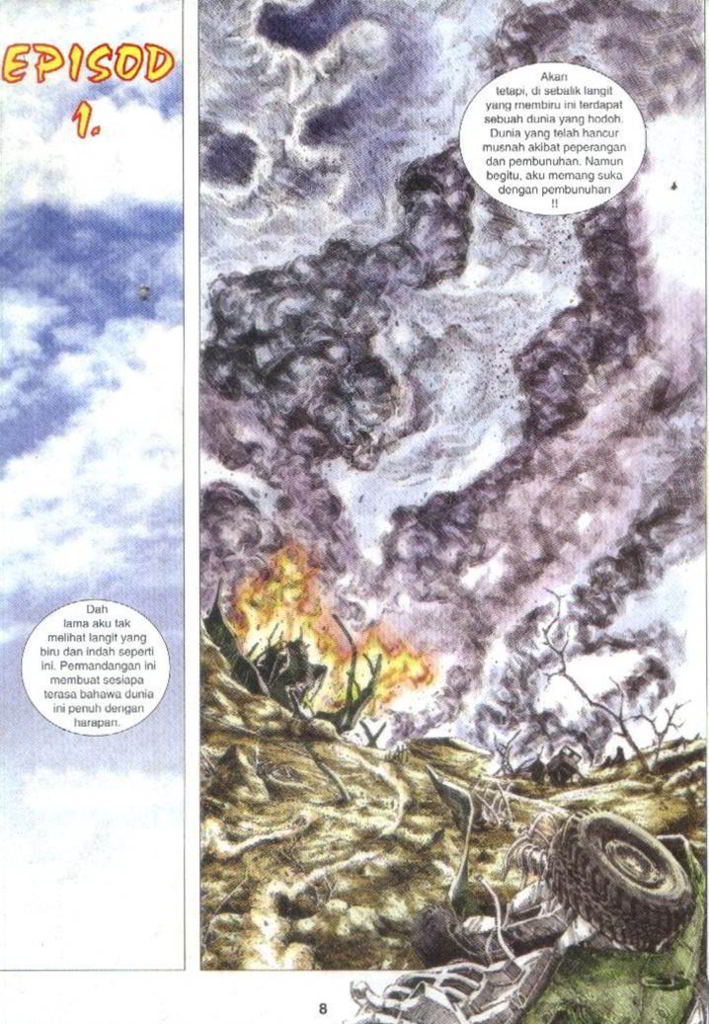 EPISOD
1.
Dah
lama aku tak
melihat langit yang
biru dan indah seperti
ini. Permandangan ini
membuat sesiapa
terasa bahawa dunia
ini penuh dengan
harapan.
Akan
tetapi, di sebalik langit
yang membiru ini terdapat
sebuah dunia yang hodoh.
Dunia yang telah hancur
musnah akibat peperangan
dan pembunuhan. Namun
begitu, aku memang suka
dengan pembunuhan
!!
8